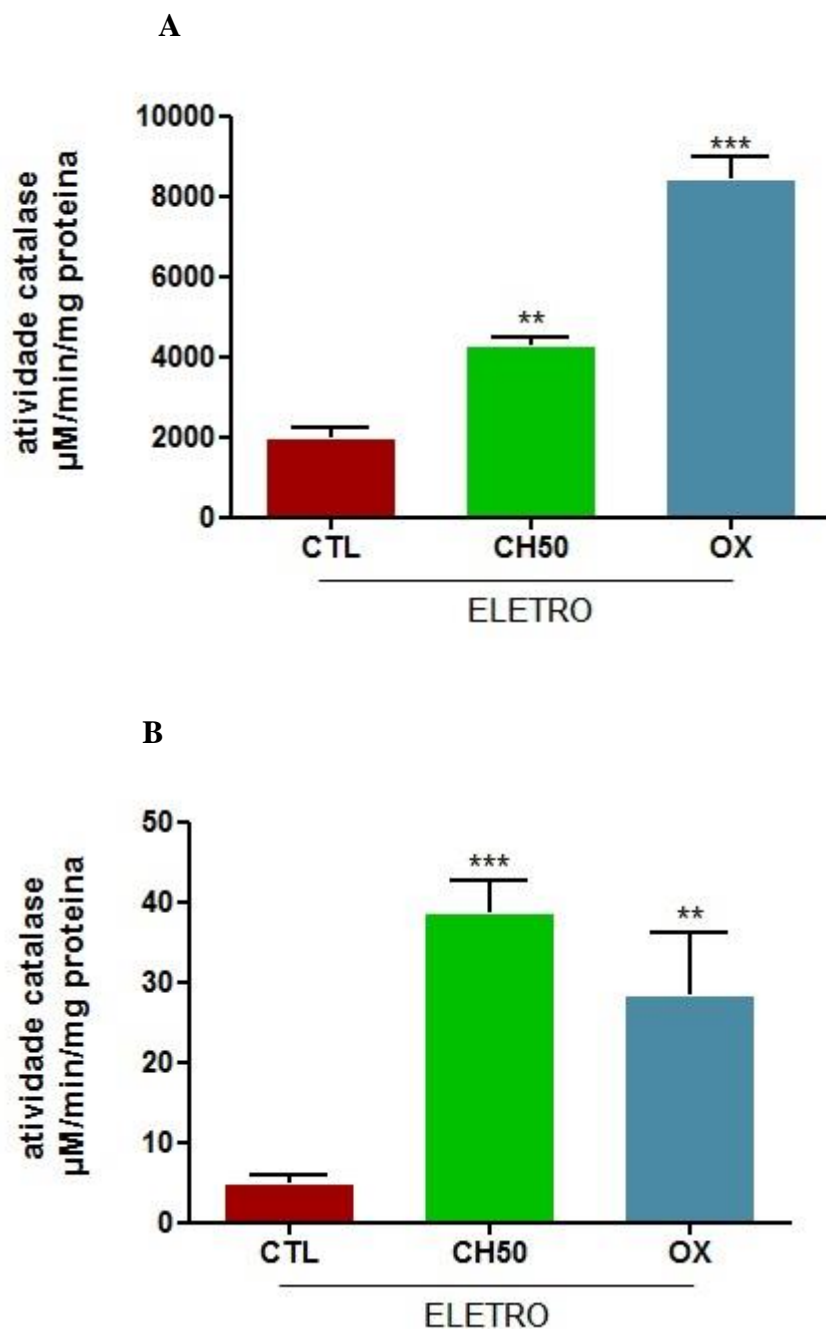 A
atividade catalase
µM/min/mg proteina
10000
8000
6000
4000
2000
0
**
***
CTL CH50 OX
ELETRO
B
atividade catalase
µM/min/mg proteina
50
40
30
20
10
0
***
**
CTL CH50 OX
ELETRO